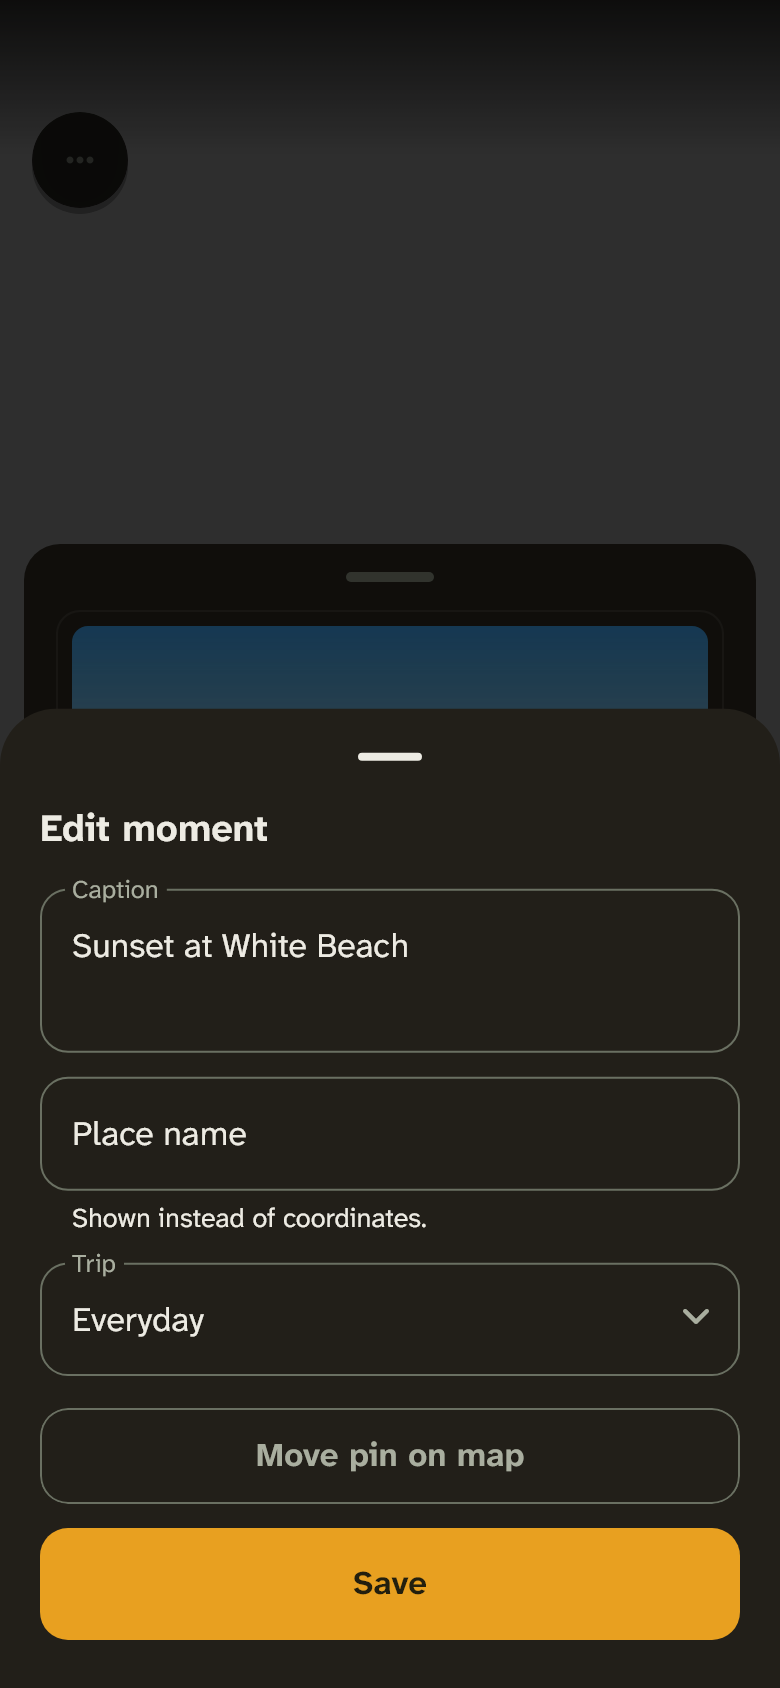 Edit moment
Caption
Sunset at White Beach
Place name
Shown instead of coordinates.
Trip
Everyday
Move pin on map
Save